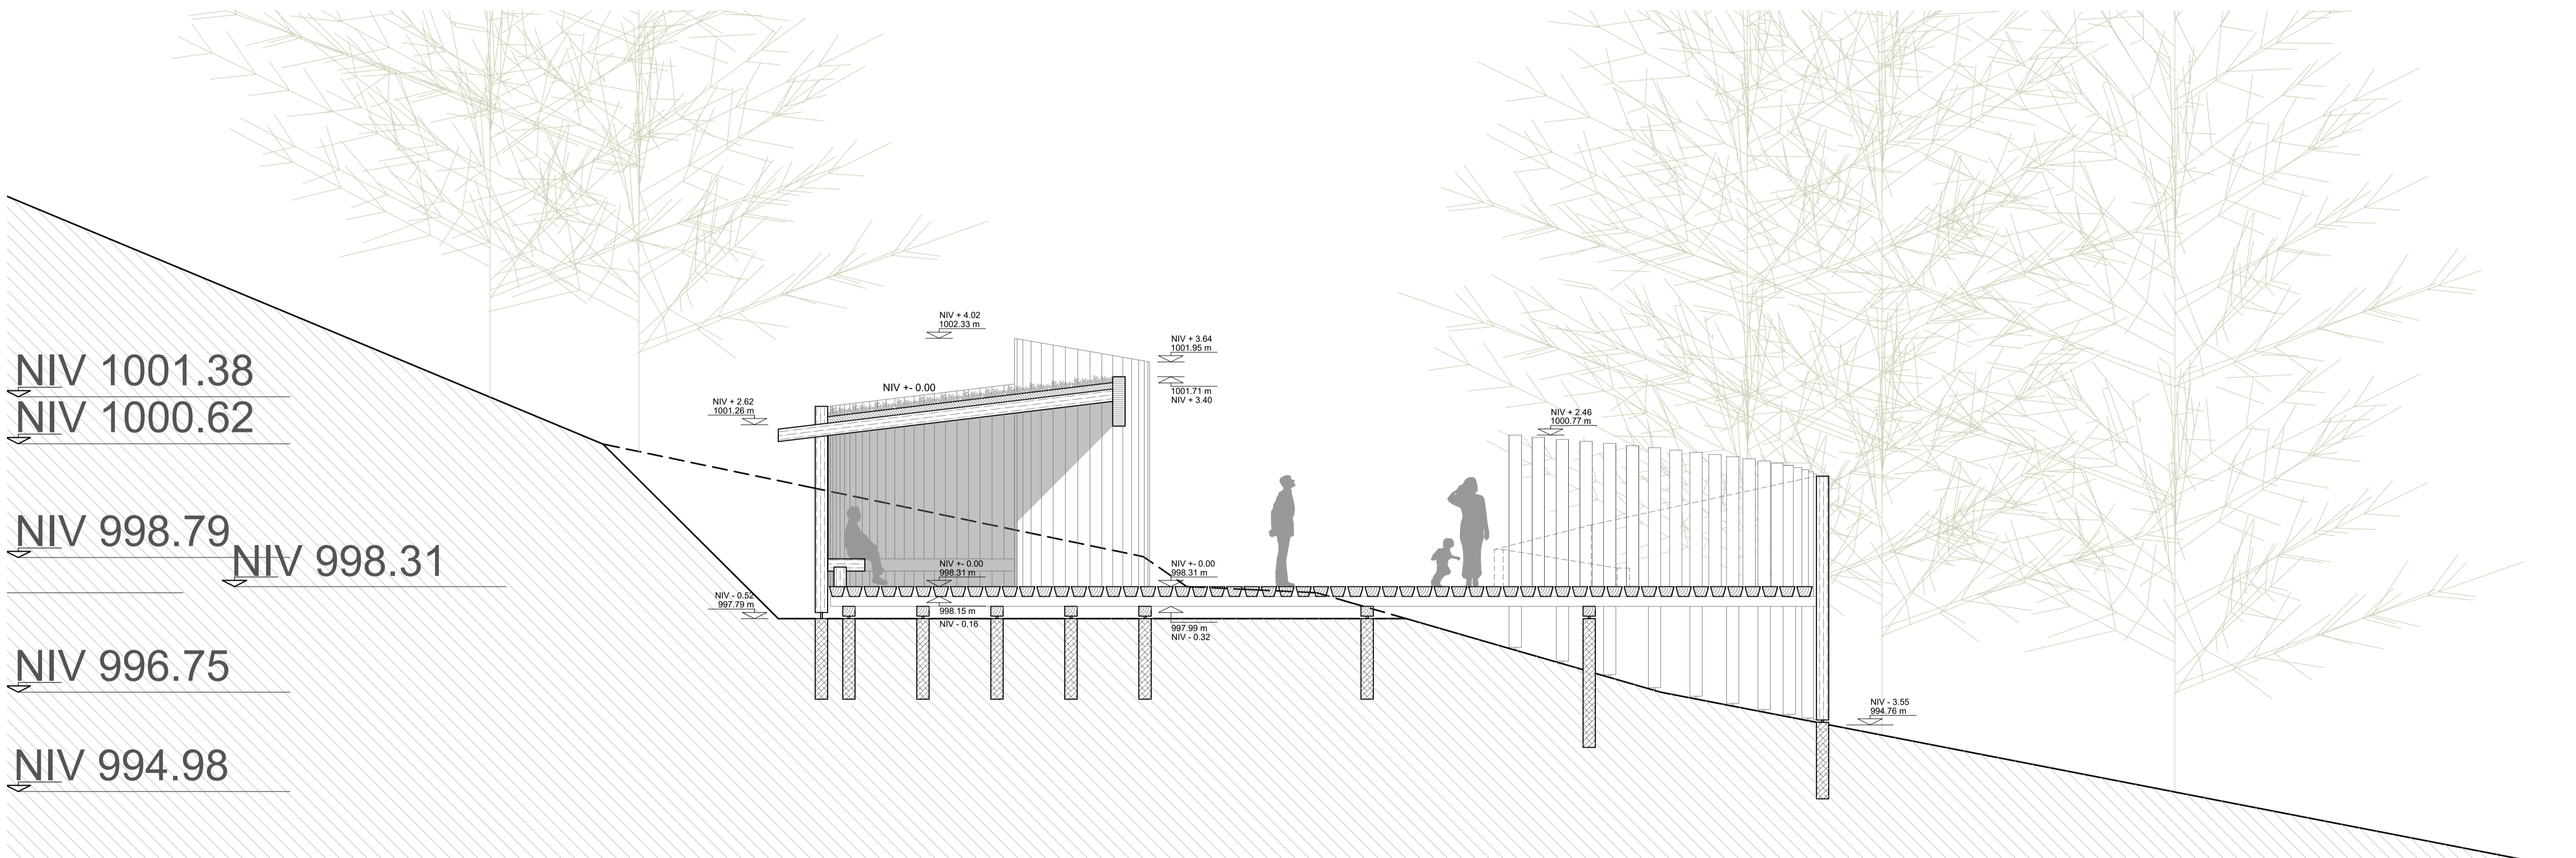 NIV + 4.02
1002.33 m
NIV + 3.64
1001.95 m
NIV 1001.38
NIV +- 0.00
1001.71 m
NIV + 3.40
NIV 1000.62
NIV + 2.62
1001.26 m
NIV + 2.46
1000.77 m
NIV 998.79
NIV 998.31
NIV +- 0.00
998.31 m
NIV +- 0.00
998.31 m
NIV - 0.52
997.79 m
998.15 m
NIV - 0.16
997.99 m
NIV - 0.32
NIV 996.75
NIV - 3.55
994.76 m
NIV 994.98